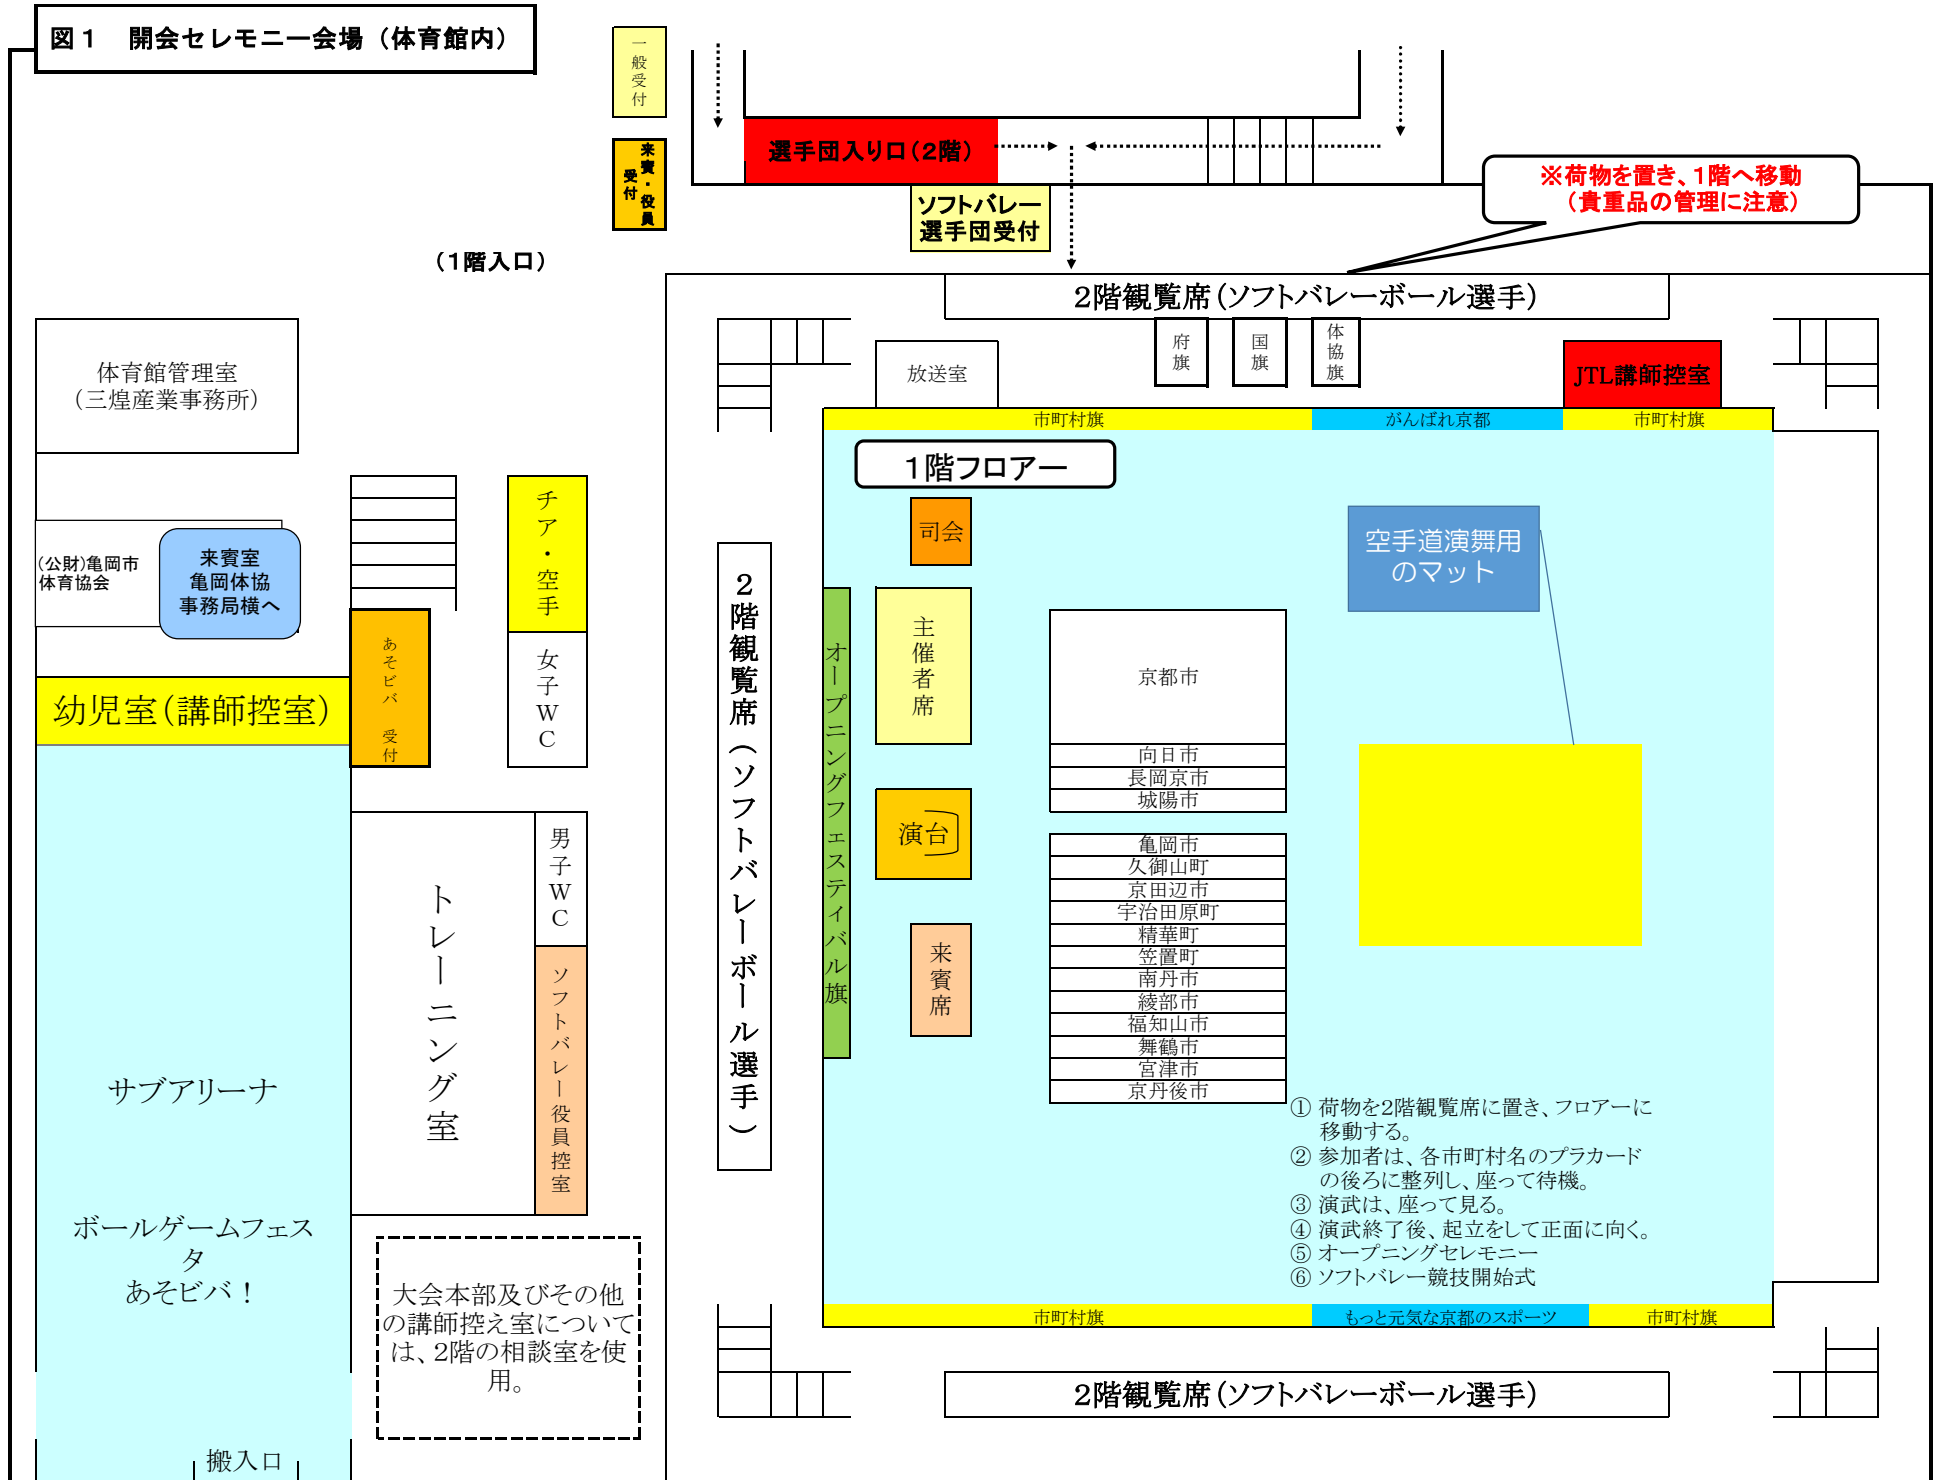 図１　開会セレモニー会場（体育館内）
一般受付
来賓・役員
受付
選手団入り口（２階）
ソフトバレー
選手団受付
※荷物を置き、１階へ移動
（貴重品の管理に注意）
（１階入口）
２階観覧席（ソフトバレーボール選手）
体育館管理室
（三煌産業事務所）
放送室
府旗
国旗
体協旗
JTL講師控室
市町村旗
がんばれ京都
市町村旗
１階フロアー
(公財)亀岡市
体育協会
来賓室
亀岡体協
事務局横へ
チア・空手
女子WC
あそビバ　受付
幼児室（講師控室）
司会
主催者席
演台
来賓席
オープニングフェスティバル旗
２階観覧席（ソフトバレーボール選手）
空手道演舞用
のマット
京都市
向日市
長岡京市
城陽市
亀岡市
久御山町
京田辺市
宇治田原町
精華町
笠置町
南丹市
綾部市
福知山市
舞鶴市
宮津市
京丹後市
男子WC
トレーニング室
ソフトバレー役員控室
サブアリーナ
ボールゲームフェス
タ
あそビバ！
① 荷物を2階観覧席に置き、フロアーに
移動する。
② 参加者は、各市町村名のプラカード
の後ろに整列し、座って待機。
③ 演武は、座って見る。
④ 演武終了後、起立をして正面に向く。
⑤ オープニングセレモニー
⑥ ソフトバレー競技開始式
大会本部及びその他
の講師控え室について
は、2階の相談室を使
用。
市町村旗
もっと元気な京都のスポーツ
市町村旗
２階観覧席（ソフトバレーボール選手）
搬入口